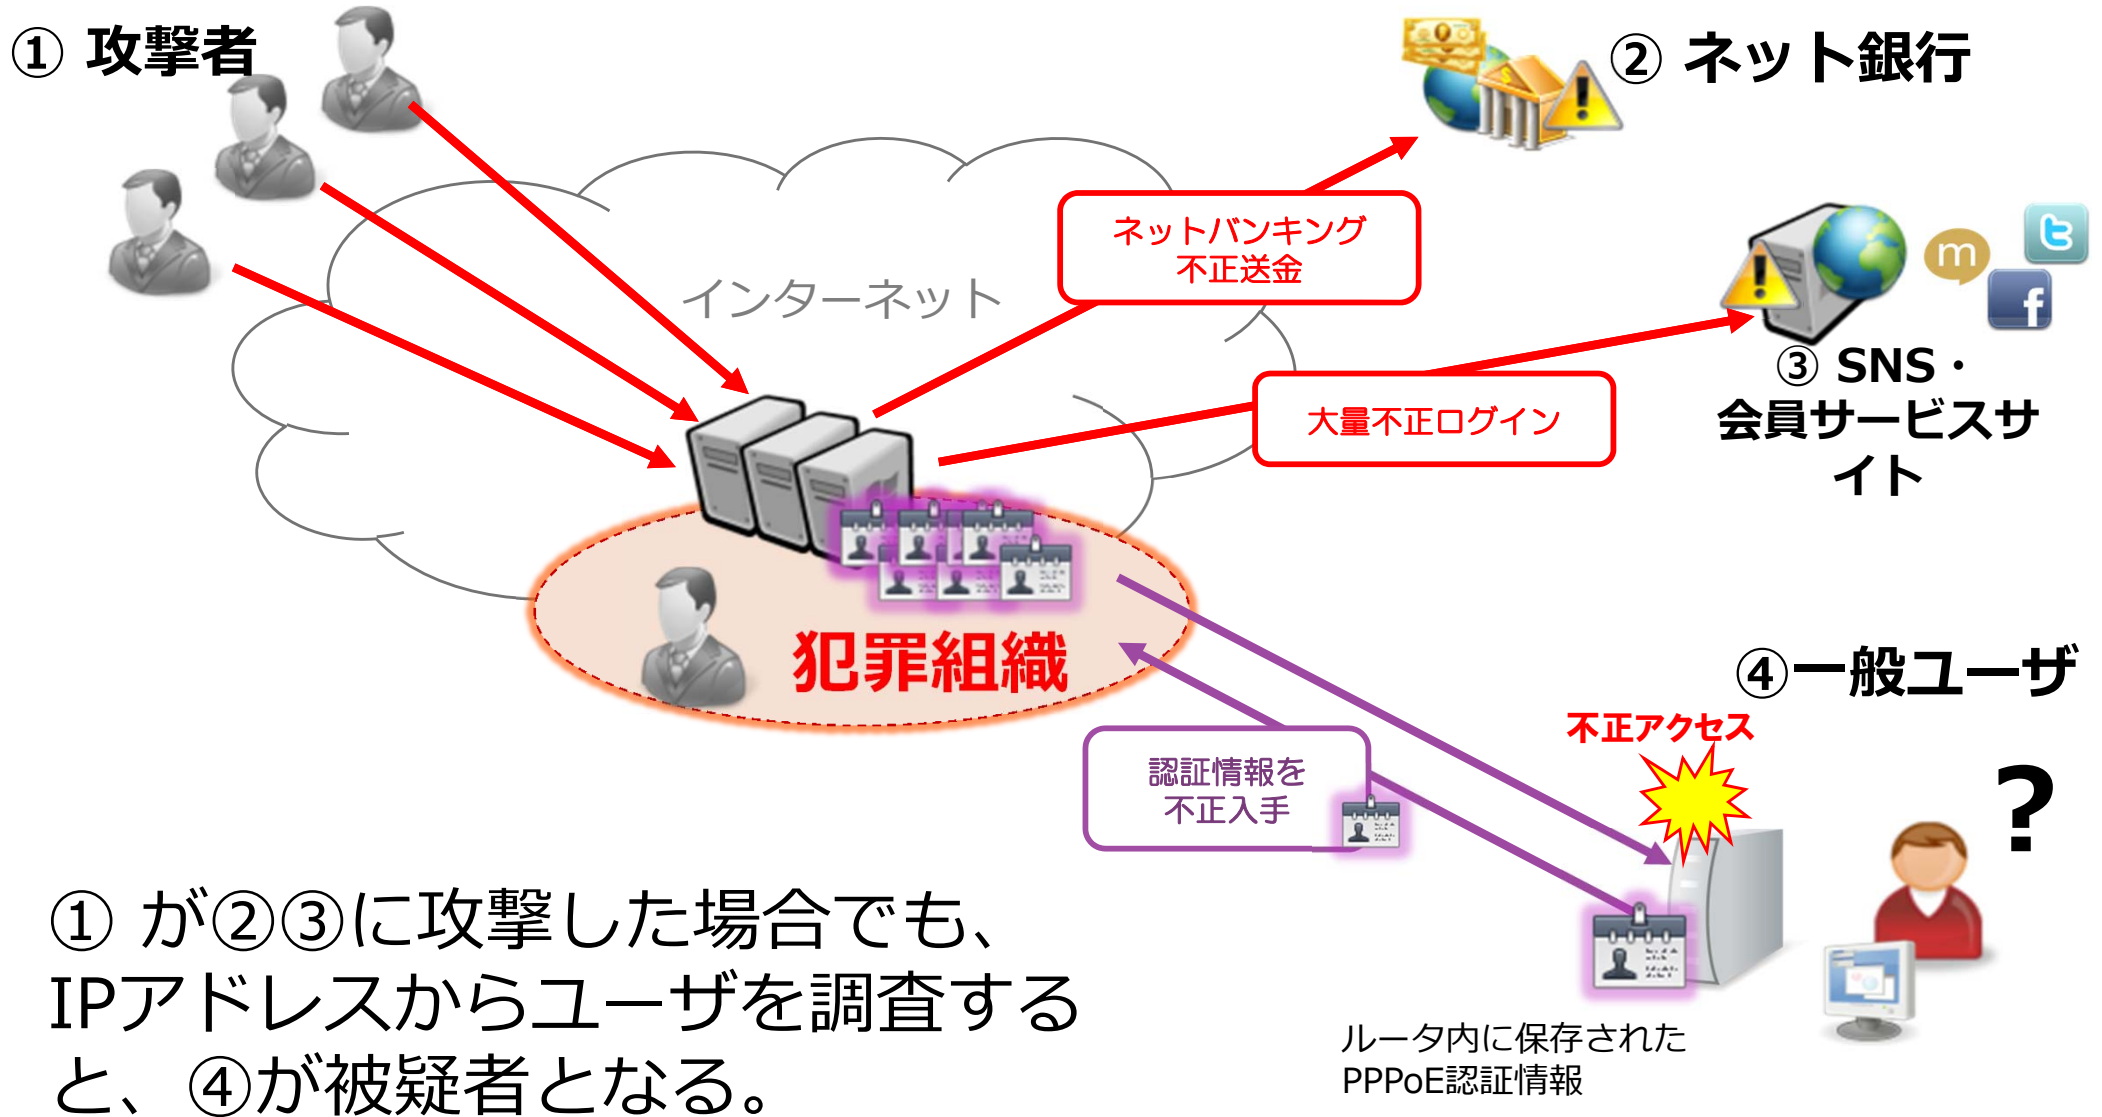 ① 攻撃者
② ネット銀行
ネットバンキング
不正送金
インターネット
m
t
f
③ SNS・
会員サービスサ
イト
大量不正ログイン
犯罪組織
④一般ユーザ
不正アクセス
?
認証情報を
不正入手
① が②③に攻撃した場合でも、
IPアドレスからユーザを調査する
と、④が被疑者となる。
ルータ内に保存された
PPPoE認証情報